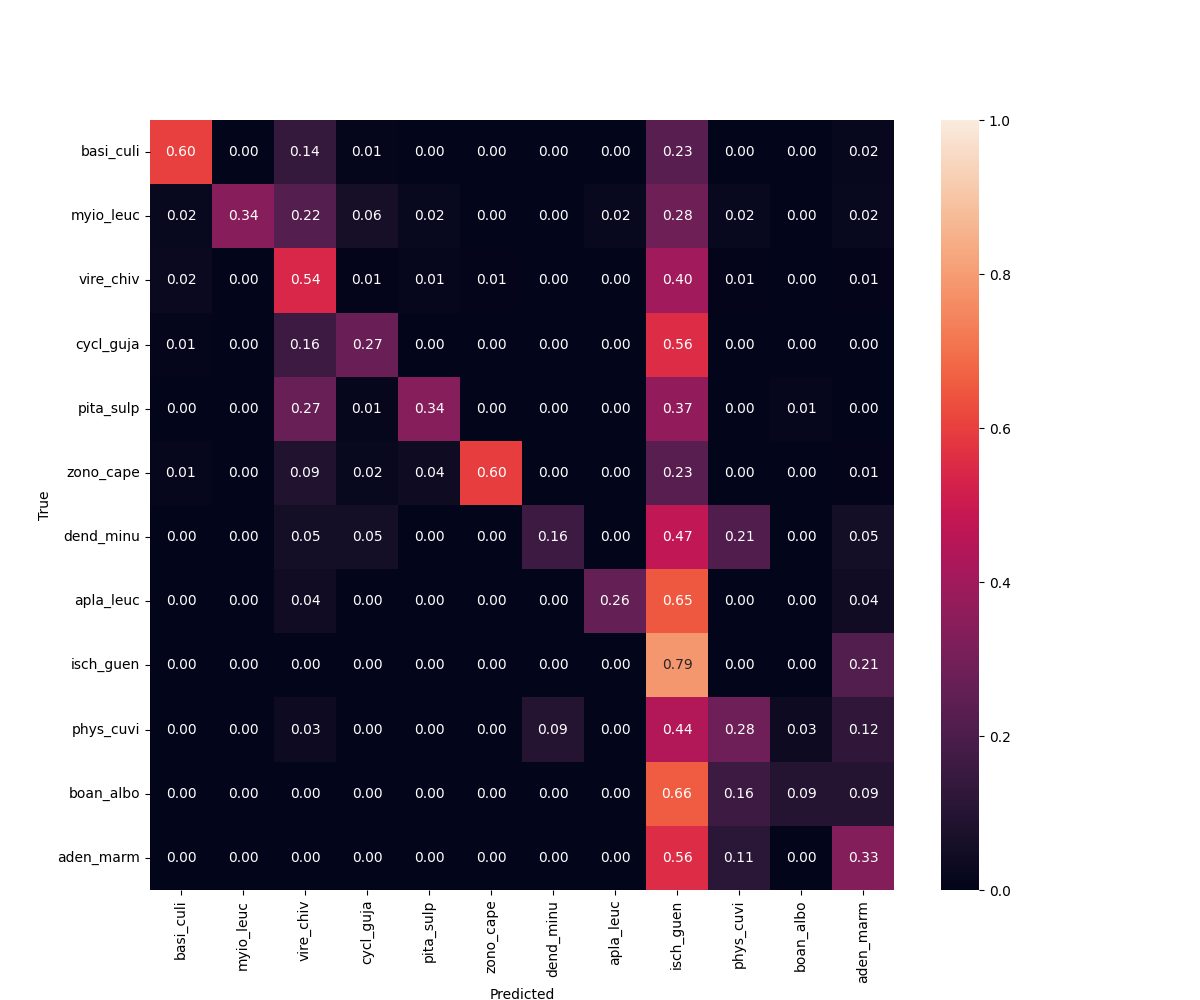 basi_culi 0.60 0.00 0.14 0.01 0.00 0.00 0.00 0.00 0.23 0.00 0.00 0.02
myio_leuc 0.02 0.34 0.22 0.06 0.02 0.00 0.00 0.02 0.28 0.02 0.00 0.02
vire_chiv 0.02 0.00 0.54 0.01 0.01 0.01 0.00 0.00 0.40 0.01 0.00 0.01
cycl_guja 0.01 0.00 0.16 0.27 0.00 0.00 0.00 0.00 0.56 0.00 0.00 0.00
pita_sulp 0.00 0.00 0.27 0.01 0.34 0.00 0.00 0.00 0.37 0.00 0.01 0.00
zono_cape 0.01 0.00 0.09 0.02 0.04 0.60 0.00 0.00 0.23 0.00 0.00 0.01
dend_minu 0.00 0.00 0.05 0.05 0.00 0.00 0.16 0.00 0.47 0.21 0.00 0.05
apla_leuc 0.00 0.00 0.04 0.00 0.00 0.00 0.00 0.26 0.65 0.00 0.00 0.04
isch_guen 0.00 0.00 0.00 0.00 0.00 0.00 0.00 0.00 0.79 0.00 0.00 0.21
phys_cuvi 0.00 0.00 0.03 0.00 0.00 0.00 0.09 0.00 0.44 0.28 0.03 0.12
boan_albo 0.00 0.00 0.00 0.00 0.00 0.00 0.00 0.00 0.66 0.16 0.09 0.09
aden_marm 0.00 0.00 0.00 0.00 0.00 0.00 0.00 0.00 0.56 0.11 0.00 0.33
True
basi_culi myio_leuc vire_chiv cycl_guja pita_sulp zono_cape dend_minu apla_leuc isch_guen phys_cuvi boan_albo aden_marm
Predicted
1.0
0.8
0.6
0.4
0.2
0.0